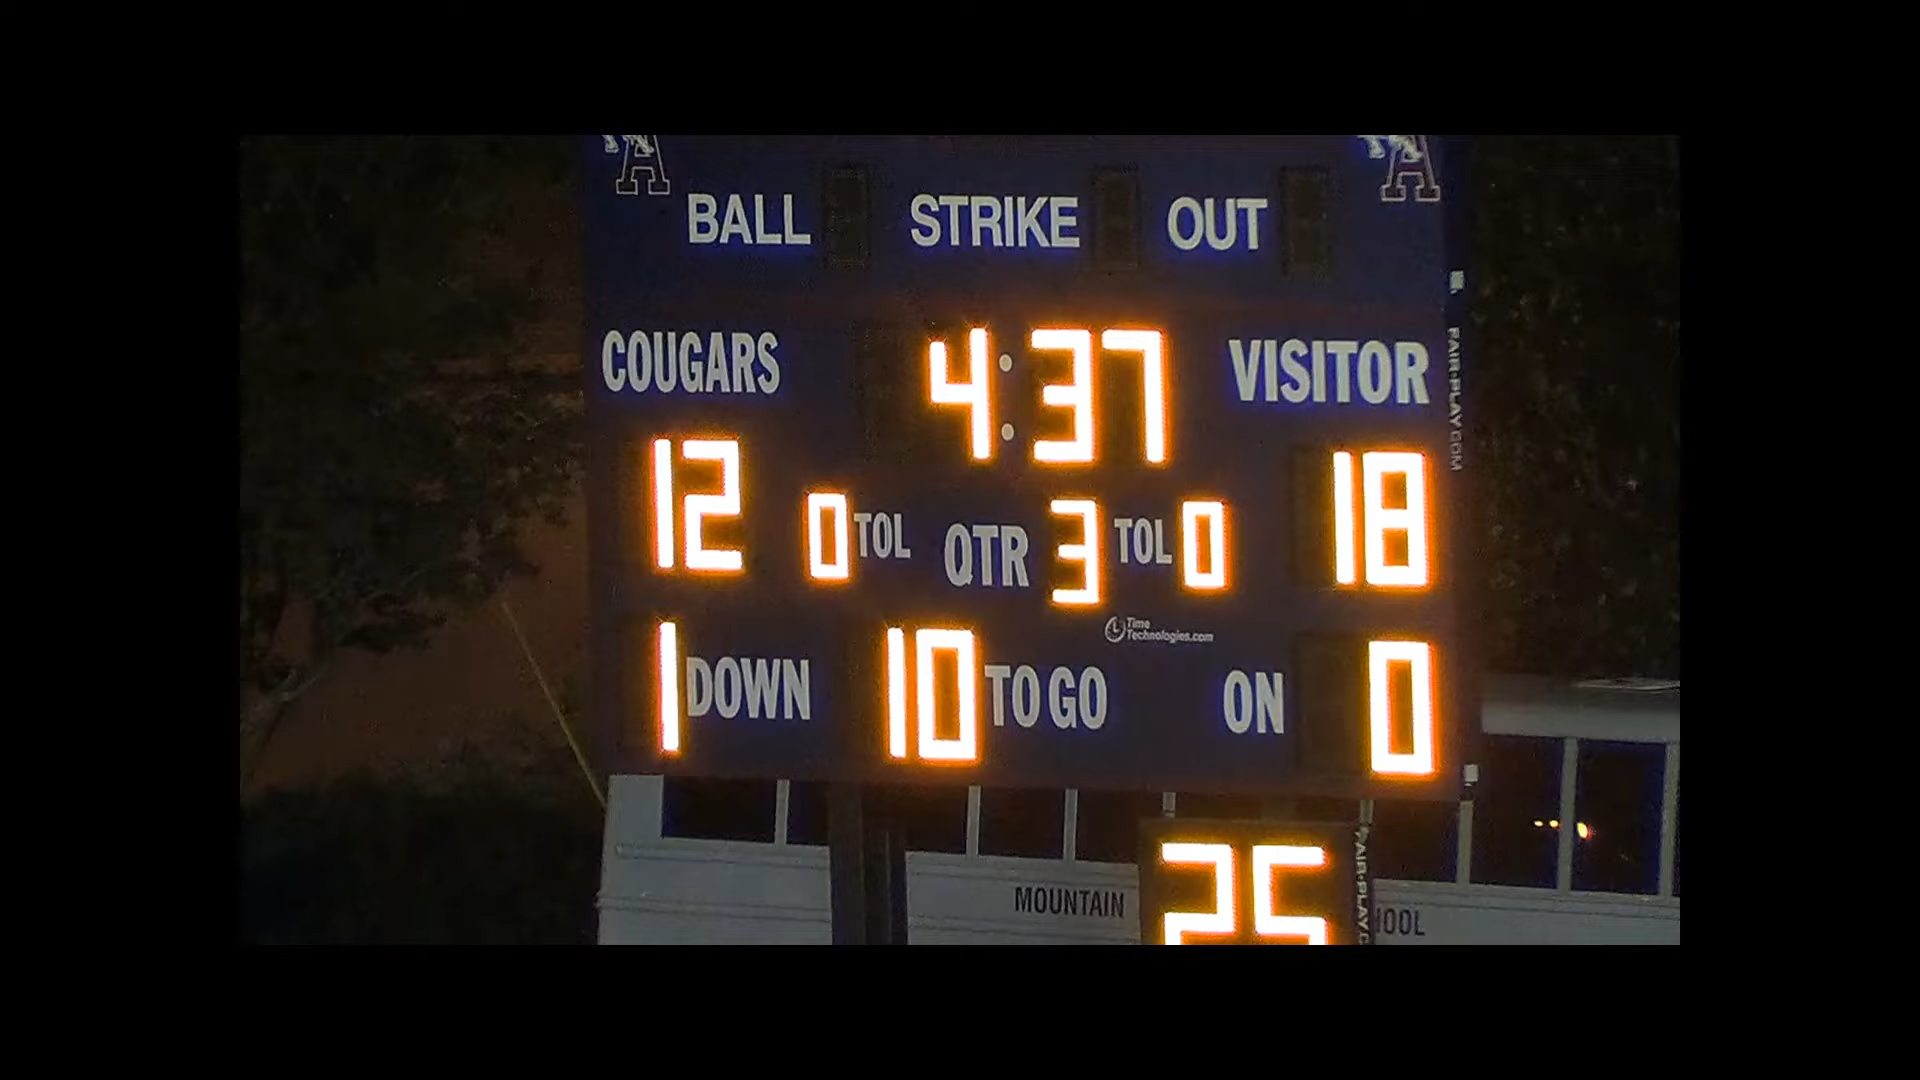 A A
BALL STRIKE OUT
COUGARS 4:37 VISITOR
12 18
0 TOL QTR 3 TOL 0
Time
Technologies.com
1 DOWN 10 TO GO ON 0
FAIR-PLAY.COM
25
MOUNTAIN